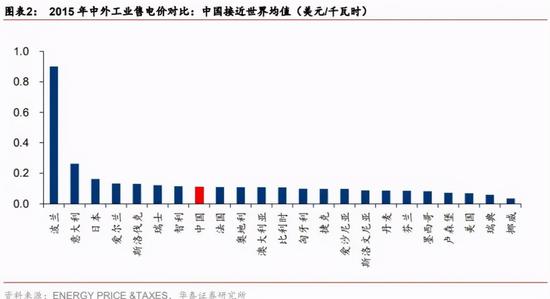 图表2： 2015 年中外工业售电价对比：中国接近世界均值（美元/千瓦时）
1.0
0.8
0.6
0.4
0.2
0.0
波兰
意大利
日本
爱尔兰
斯洛伐克
瑞士
智利
中国
法国
奥地利
澳大利亚
比利时
匈牙利
捷克
爱沙尼亚
斯洛文尼亚
丹麦
芬兰
墨西哥
卢森堡
美国
瑞典
挪威
资料来源：ENERGY PRICE &TAXES，华泰证券研究所